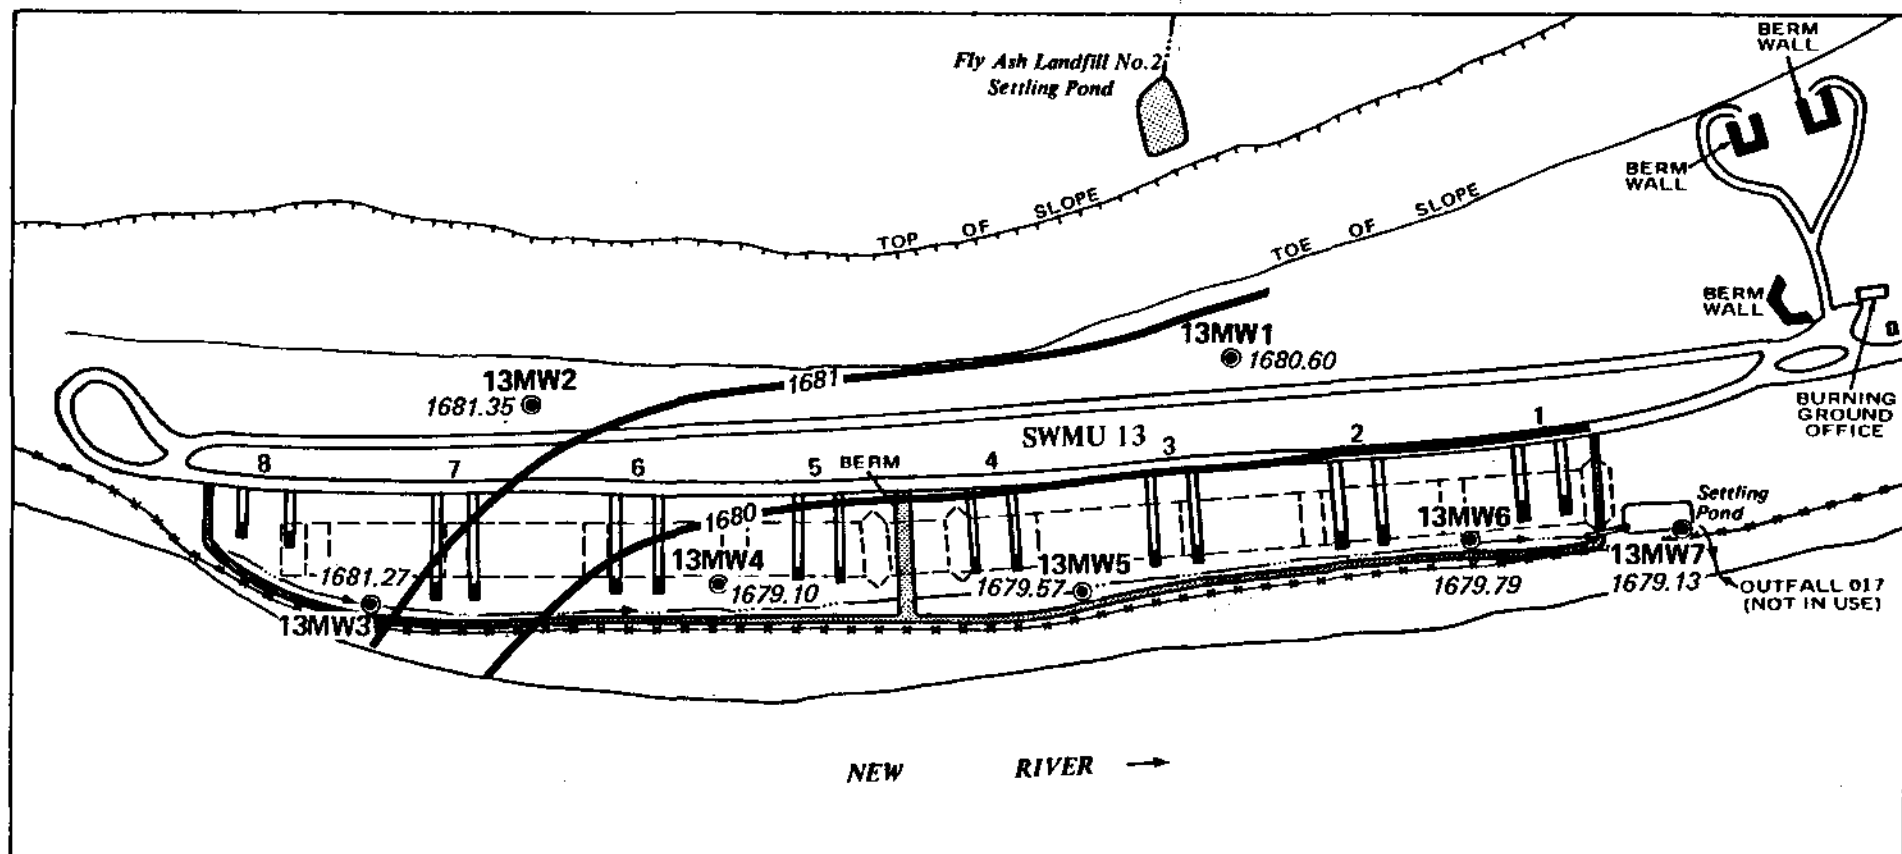 BERM
WALL
Fly Ash Landfill No.2
Settling Pond
BERM
WALL
TOP OF SLOPE
TOE OF SLOPE
BERM
WALL
13MW1
1680.60
1681
13MW2
1681.35
BURNING
GROUND
OFFICE
SWMU 13
1
2
3
4
5
6
7
8
BERM
1680
Settling
Pond
13MW6
1679.79
13MW7
1679.13
13MW5
1679.57
13MW4
1679.10
1681.27
13MW3
OUTFALL 017
(NOT IN USE)
NEW RIVER